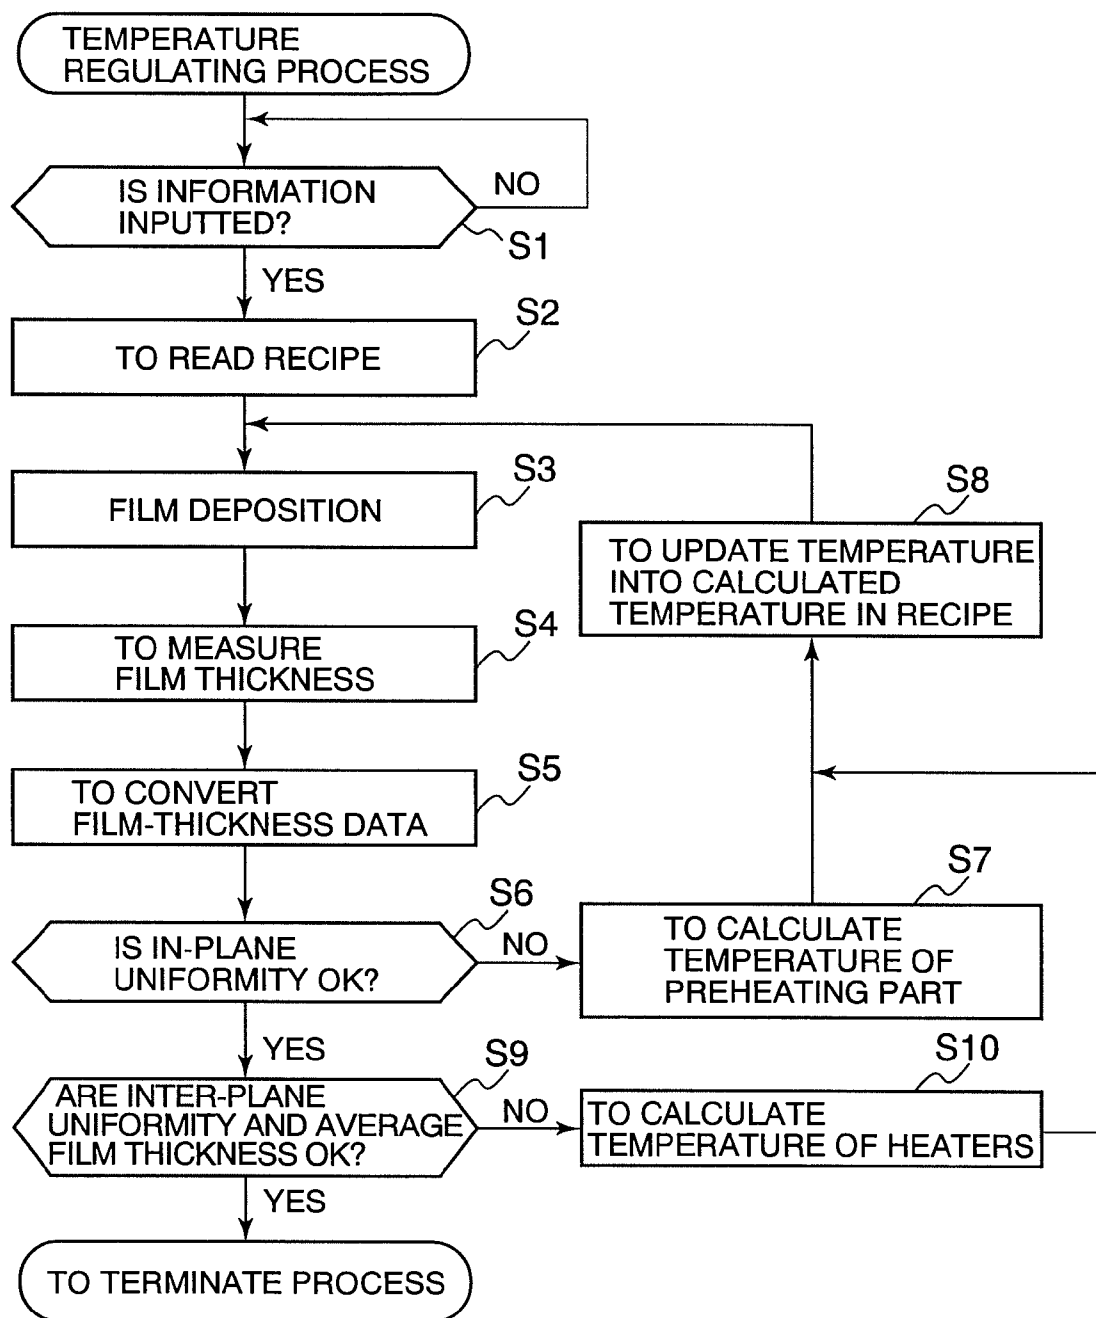 TEMPERATURE
REGULATING PROCESS
IS INFORMATION
INPUTTED?
NO
S1
YES
S2
TO READ RECIPE
S3
FILM DEPOSITION
S8
TO UPDATE TEMPERATURE
INTO CALCULATED
TEMPERATURE IN RECIPE
S4
TO MEASURE
FILM THICKNESS
S5
TO CONVERT
FILM-THICKNESS DATA
S6
IS IN-PLANE
UNIFORMITY OK?
NO
S7
TO CALCULATE
TEMPERATURE OF
PREHEATING PART
YES
S9
ARE INTER-PLANE
UNIFORMITY AND AVERAGE
FILM THICKNESS OK?
NO
S10
TO CALCULATE
TEMPERATURE OF HEATERS
YES
TO TERMINATE PROCESS